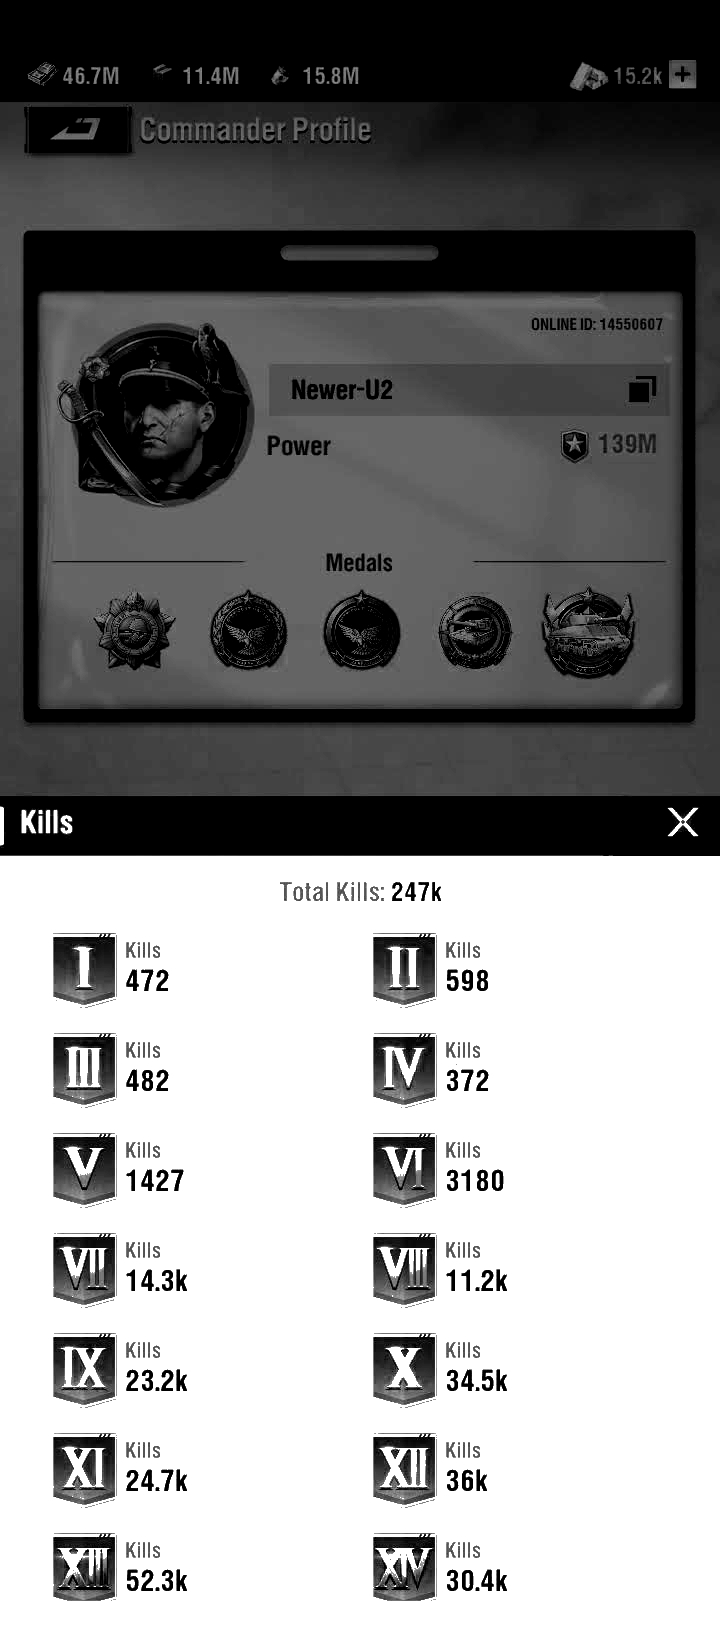 46.7M 11.4M 15.8M 15.2k +
Commander Profile
ONLINE ID: 14550607
Newer-U2
Power 139M
Medals
Kills X
Total Kills: 247k
I Kills 472
II Kills 598
III Kills 482
IV Kills 372
V Kills 1427
VI Kills 3180
VII Kills 14.3k
VIII Kills 11.2k
IX Kills 23.2k
X Kills 34.5k
XI Kills 24.7k
XII Kills 36k
XIII Kills 52.3k
XIV Kills 30.4k